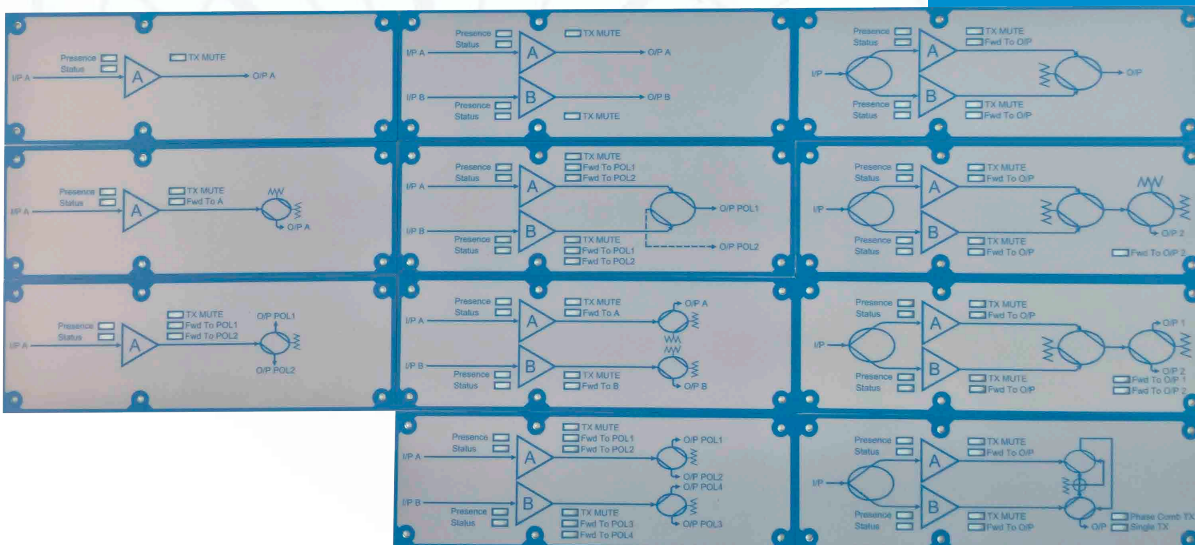 Presence
Status
TX MUTE
I/P A
A
O/P A
Presence
Status
TX MUTE
Fwd To A
I/P A
A
O/P A
Presence
Status
TX MUTE
Fwd To POL1
Fwd To POL2
O/P POL1
I/P A
A
O/P POL2
Presence
Status
TX MUTE
I/P A
A
O/P A
I/P B
B
O/P B
Presence
Status
TX MUTE
TX MUTE
Fwd To POL1
Fwd To POL2
Presence
Status
I/P A
A
O/P POL1
I/P B
B
O/P POL2
Presence
Status
TX MUTE
Fwd To POL1
Fwd To POL2
Presence
Status
TX MUTE
Fwd To A
O/P A
I/P A
A
I/P B
B
Presence
Status
TX MUTE
Fwd To B
O/P B
Presence
Status
TX MUTE
Fwd To POL1
Fwd To POL2
O/P POL1
I/P A
A
O/P POL2
O/P POL4
I/P B
B
Presence
Status
TX MUTE
Fwd To POL3
Fwd To POL4
O/P POL3
Presence
Status
TX MUTE
Fwd To O/P
A
I/P
O/P
B
Presence
Status
TX MUTE
Fwd To O/P
Presence
Status
TX MUTE
Fwd To O/P
A
I/P
B
O/P 2
Presence
Status
TX MUTE
Fwd To O/P
Fwd To O/P 2
Presence
Status
TX MUTE
Fwd To O/P
O/P 1
A
I/P
B
O/P 2
Presence
Status
TX MUTE
Fwd To O/P
Fwd To O/P 1
Fwd To O/P 2
Presence
Status
TX MUTE
Fwd To O/P
A
I/P
B
Presence
Status
TX MUTE
Fwd To O/P
O/P
Phase Comb TX
Single TX